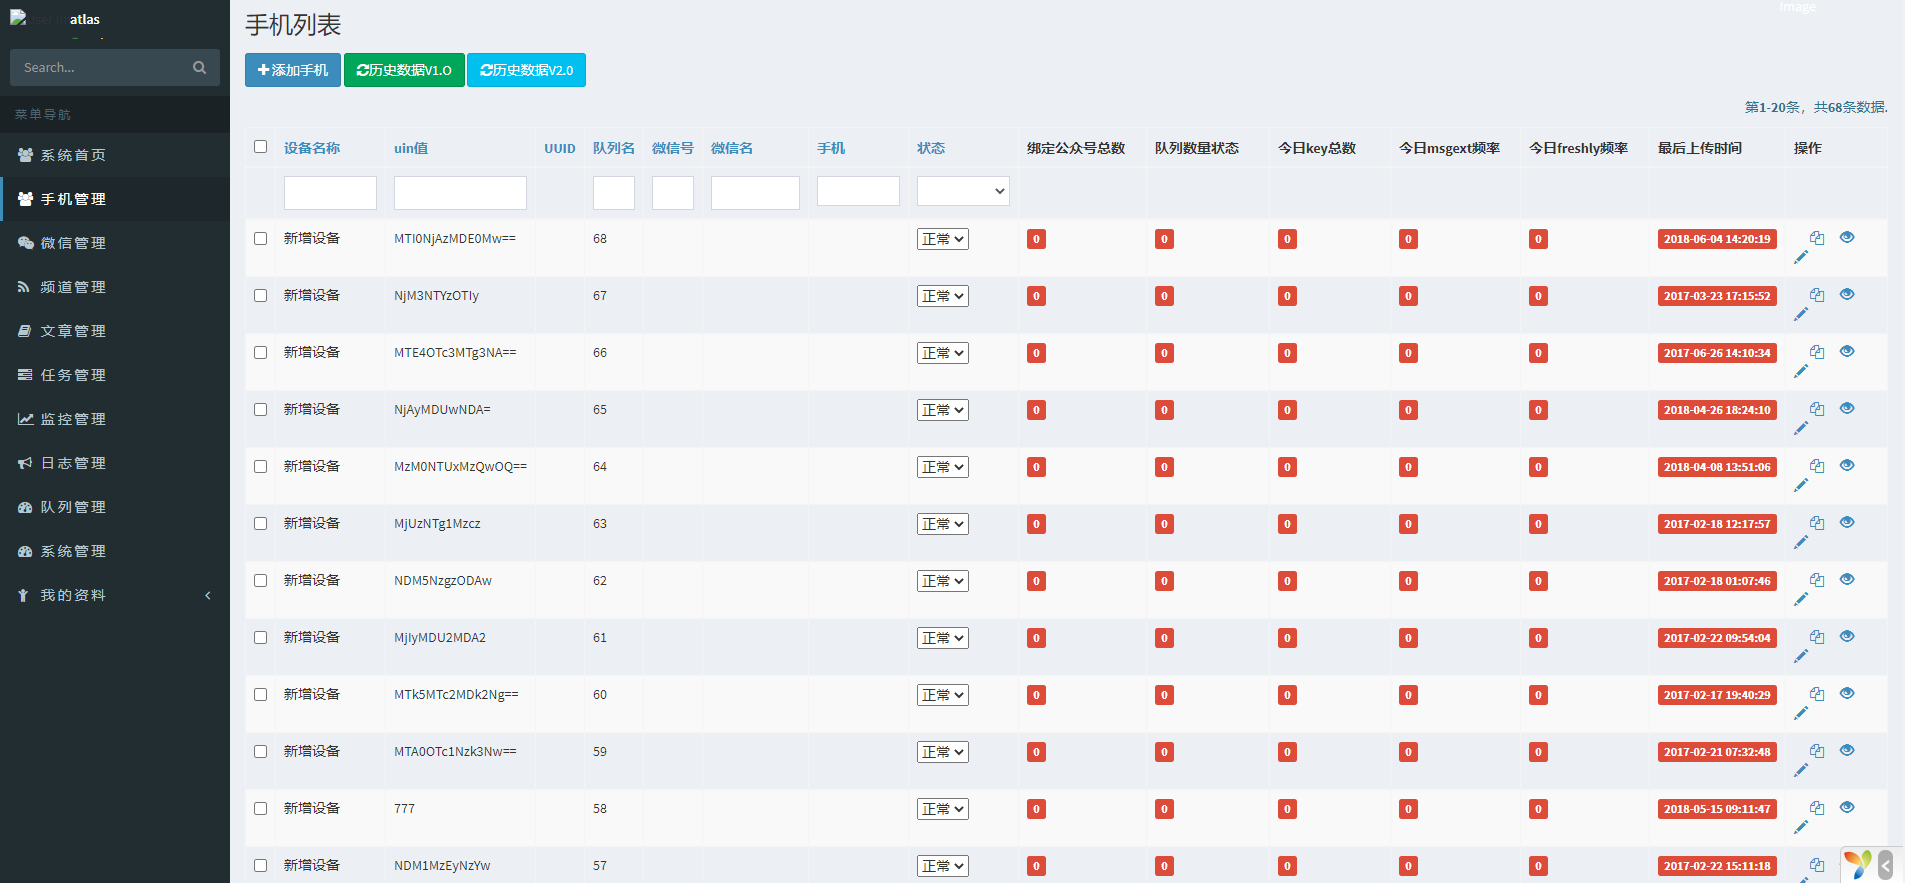 atlas
Search...
菜单导航
系统首页
手机管理
微信管理
频道管理
文章管理
任务管理
监控管理
日志管理
队列管理
系统管理
我的资料
Image
手机列表
添加手机 历史数据V1.0 历史数据V2.0
第1-20条，共68条数据.
设备名称 uin值 UUID 队列名 微信号 微信名 手机 状态 绑定公众号总数 队列数量状态 今日key总数 今日msgext频率 今日freshly频率 最后上传时间 操作
新增设备 MTI0NjAzMDE0Mw== 68 正常 0 0 0 0 0 2018-06-04 14:20:19
新增设备 NjM3NTYzOTIy 67 正常 0 0 0 0 0 2017-03-23 17:15:52
新增设备 MTE4OTc3MTg3NA== 66 正常 0 0 0 0 0 2017-06-26 14:10:34
新增设备 NjAyMDUwNDA= 65 正常 0 0 0 0 0 2018-04-26 18:24:10
新增设备 MzM0NTUxMzQwOQ== 64 正常 0 0 0 0 0 2018-04-08 13:51:06
新增设备 MjUzNTg1Mzcz 63 正常 0 0 0 0 0 2017-02-18 12:17:57
新增设备 NDM5NzgzODAw 62 正常 0 0 0 0 0 2017-02-18 01:07:46
新增设备 MjIyMDU2MDA2 61 正常 0 0 0 0 0 2017-02-22 09:54:04
新增设备 MTk5MTc2MDk2Ng== 60 正常 0 0 0 0 0 2017-02-17 19:40:29
新增设备 MTA0OTc1Nzk3Nw== 59 正常 0 0 0 0 0 2017-02-21 07:32:48
新增设备 777 58 正常 0 0 0 0 0 2018-05-15 09:11:47
新增设备 NDM1MzEyNzYw 57 正常 0 0 0 0 0 2017-02-22 15:11:18